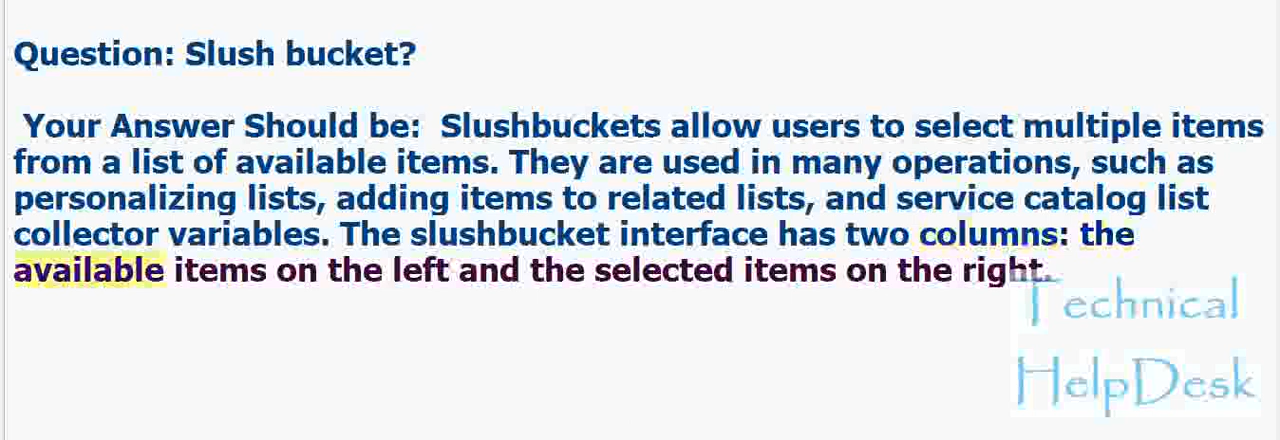 Question: Slush bucket?
Your Answer Should be:  Slushbuckets allow users to select multiple items
from a list of available items. They are used in many operations, such as
personalizing lists, adding items to related lists, and service catalog list
collector variables. The slushbucket interface has two columns: the
available items on the left and the selected items on the right.
Technical
HelpDesk